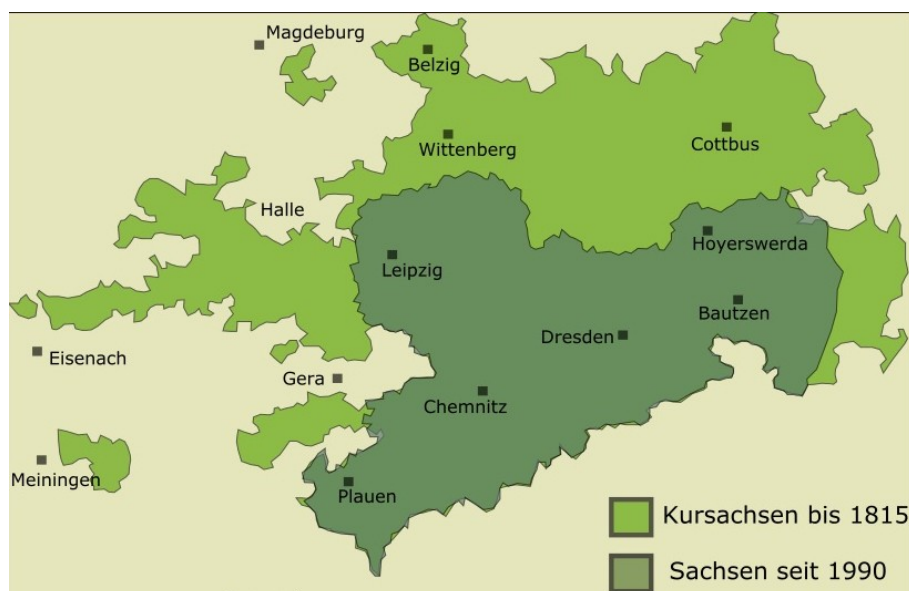 Magdeburg
Belzig
Wittenberg
Cottbus
Halle
Hoyerswerda
Leipzig
Bautzen
Dresden
Eisenach
Gera
Chemnitz
Meiningen
Plauen
Kursachsen bis 1815
Sachsen seit 1990